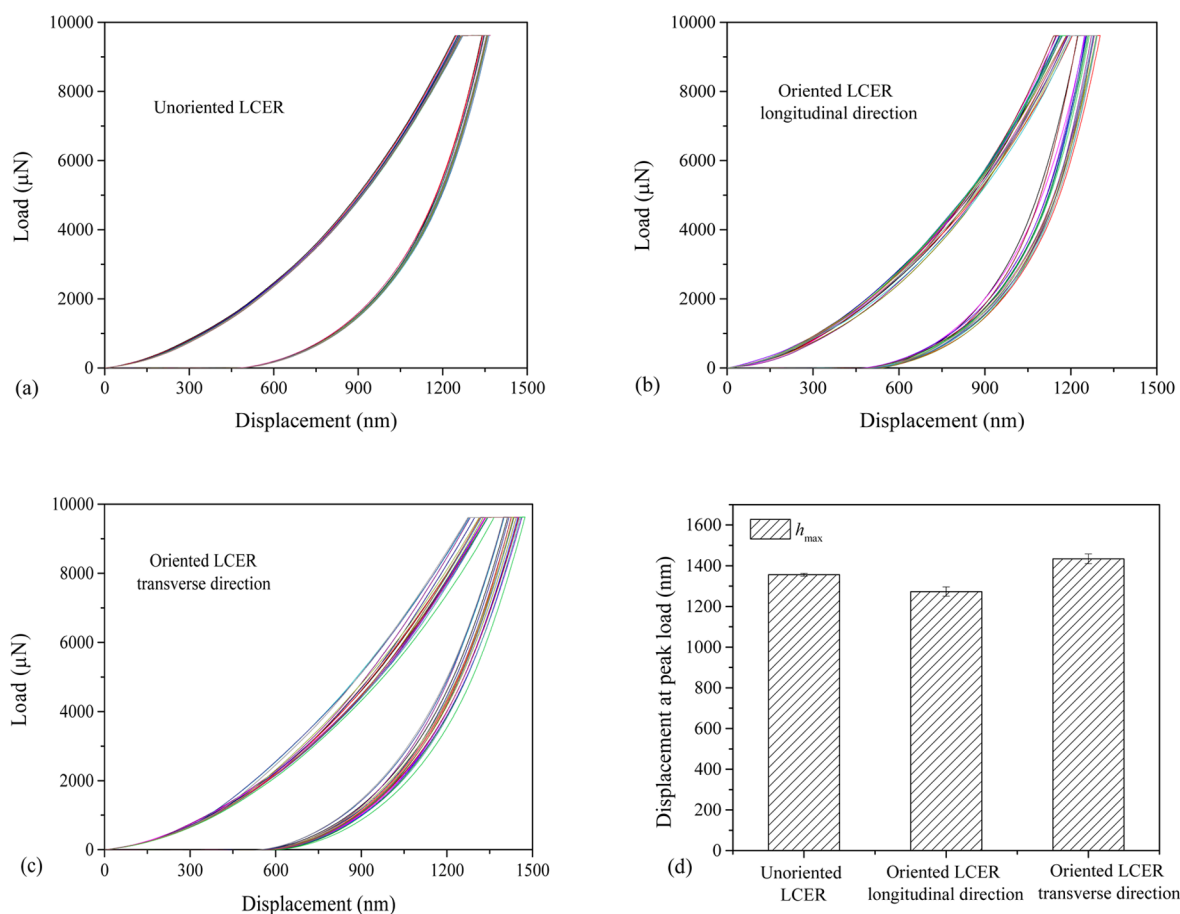 10000
8000
6000
4000
2000
0
Load (µN)
Unoriented LCER
0 300 600 900 1200 1500
Displacement (nm)
(a)
10000
8000
6000
4000
2000
0
Load (µN)
Oriented LCER
longitudinal direction
0 300 600 900 1200 1500
Displacement (nm)
(b)
10000
8000
6000
4000
2000
0
Load (µN)
Oriented LCER
transverse direction
0 300 600 900 1200 1500
Displacement (nm)
(c)
1600
1400
1200
1000
800
600
400
200
0
Displacement at peak load (nm)
hmax
Unoriented
LCER
Oriented LCER
longitudinal direction
Oriented LCER
transverse direction
(d)